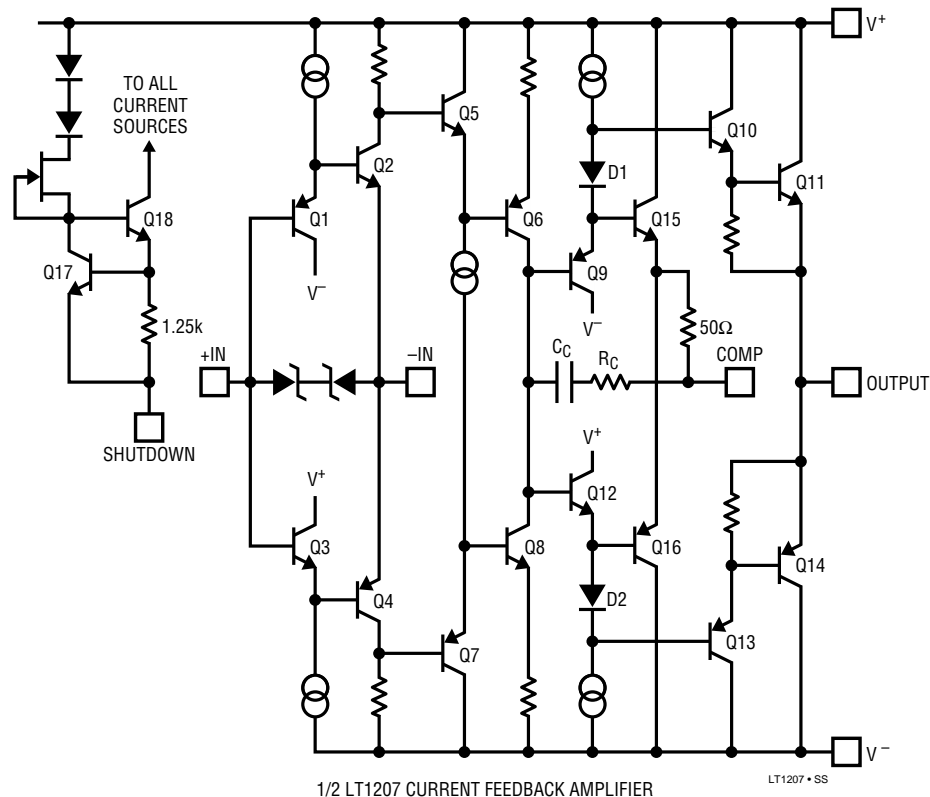 V+
TO ALL
CURRENT
SOURCES
Q5
Q10
Q2
D1
Q11
Q18
Q1
Q6
Q15
Q17
Q9
V–
V–
1.25k
50Ω
+IN
–IN
CC
RC
COMP
OUTPUT
SHUTDOWN
V+
V+
Q12
Q3
Q8
Q16
Q14
Q4
D2
Q7
Q13
V–
LT1207 • SS
1/2 LT1207 CURRENT FEEDBACK AMPLIFIER